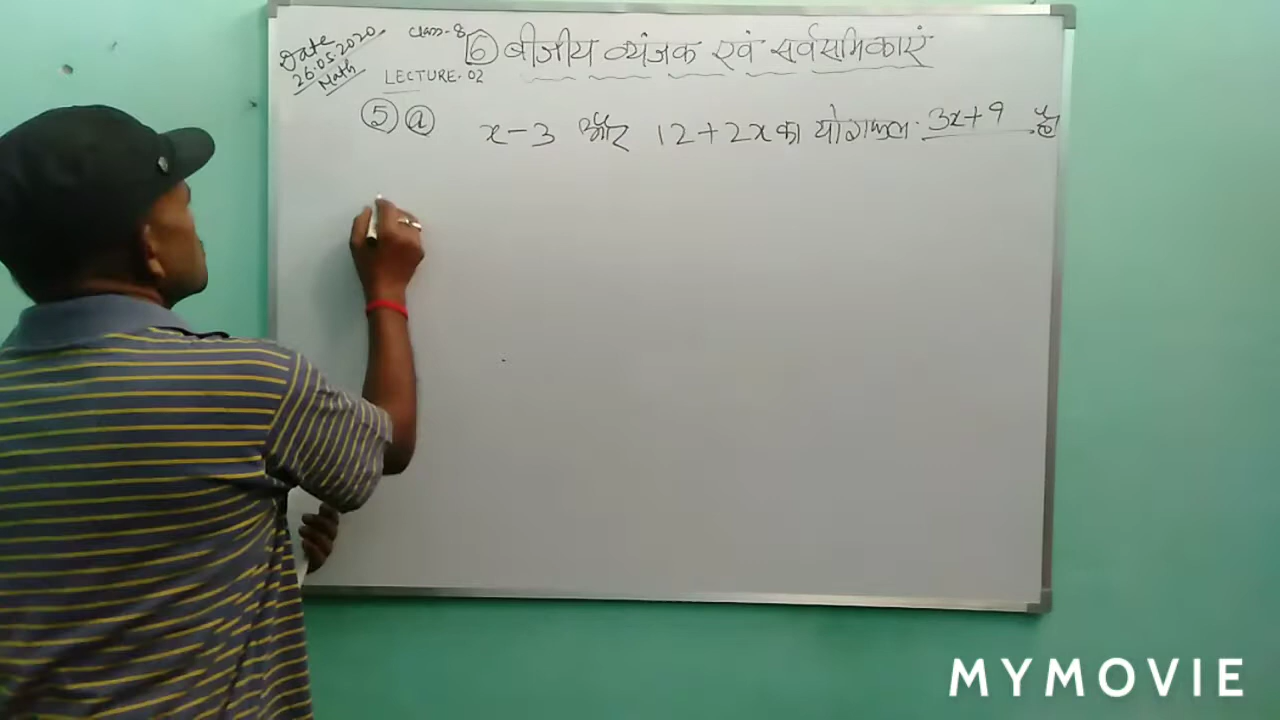 Date
26.05.2020
Math
Class-8
LECTURE-02
⑥ बीजीय व्यंजक एवं सर्वसमिकाएं
⑤ ⓐ x-3 और 12+2x का योगफल 3x+9 है।
MYMOVIE